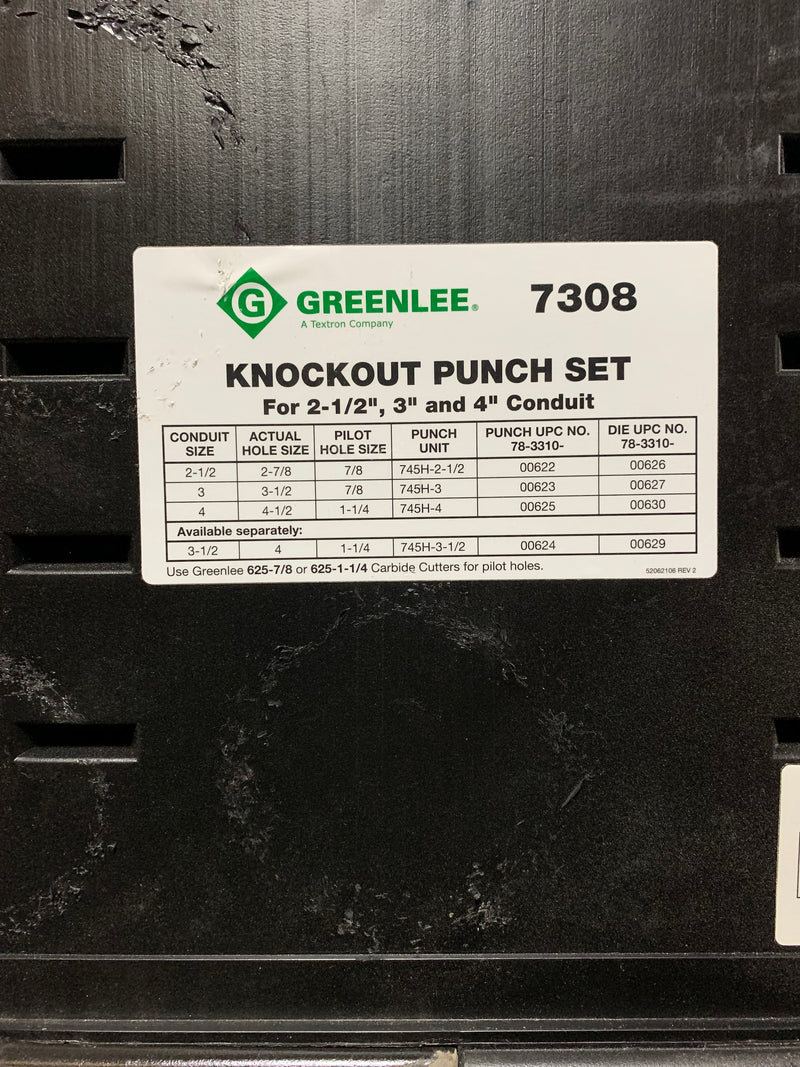 G GREENLEE® 7308
A Textron Company
KNOCKOUT PUNCH SET
For 2-1/2", 3" and 4" Conduit
CONDUIT SIZE ACTUAL HOLE SIZE PILOT HOLE SIZE PUNCH UNIT PUNCH UPC NO. 78-3310- DIE UPC NO. 78-3310-
2-1/2 2-7/8 7/8 745H-2-1/2 00622 00626
3 3-1/2 7/8 745H-3 00623 00627
4 4-1/2 1-1/4 745H-4 00625 00630
Available separately:
3-1/2 4 1-1/4 745H-3-1/2 00624 00629
Use Greenlee 625-7/8 or 625-1-1/4 Carbide Cutters for pilot holes. 52062106 REV 2